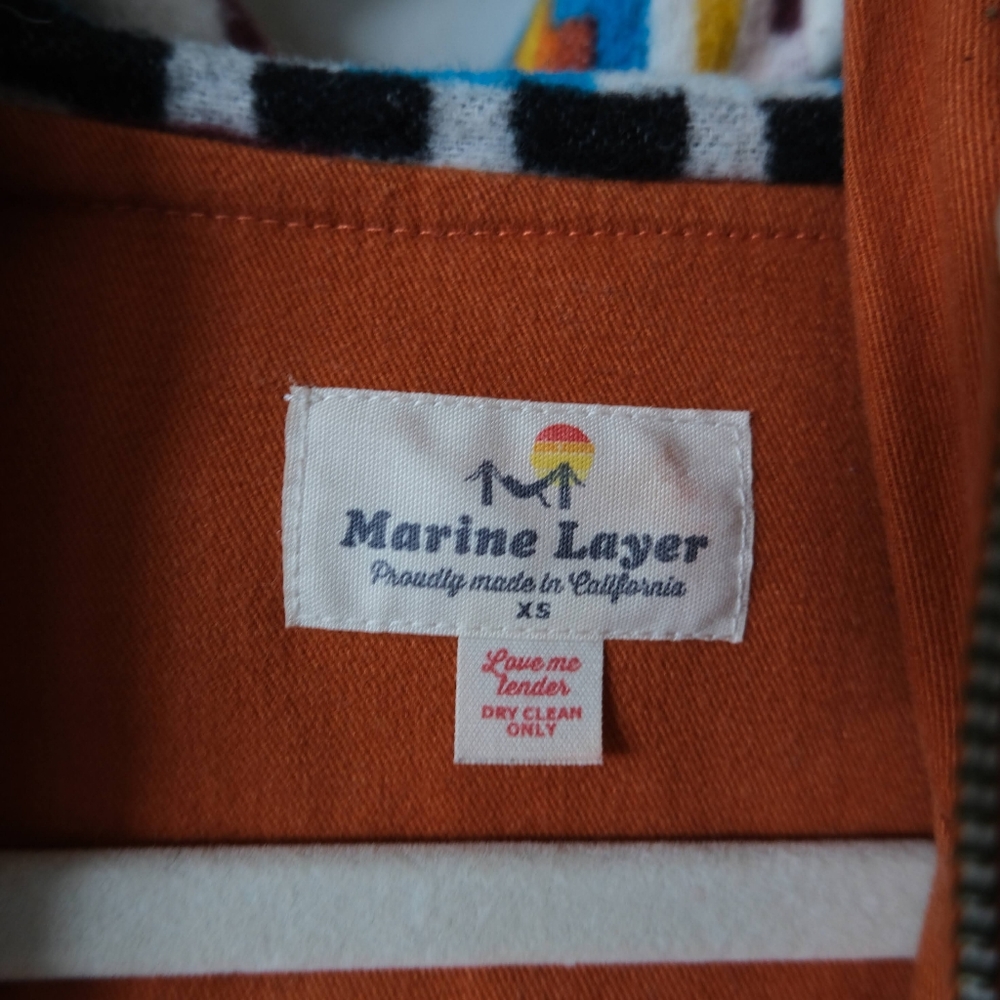 Marine Layer
Proudly made in California
XS
Love me
tender
DRY CLEAN
ONLY